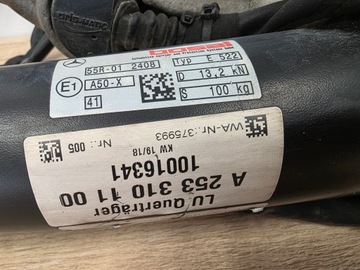 ORIS
55R-01 2408
Typ E 522
E1
A50-X
D 13,2 kN
41
S 100 kg
LU Querträger
A 253 310 11 00
10016341
KW 19/18
WA-Nr.:375993
Nr.: 005